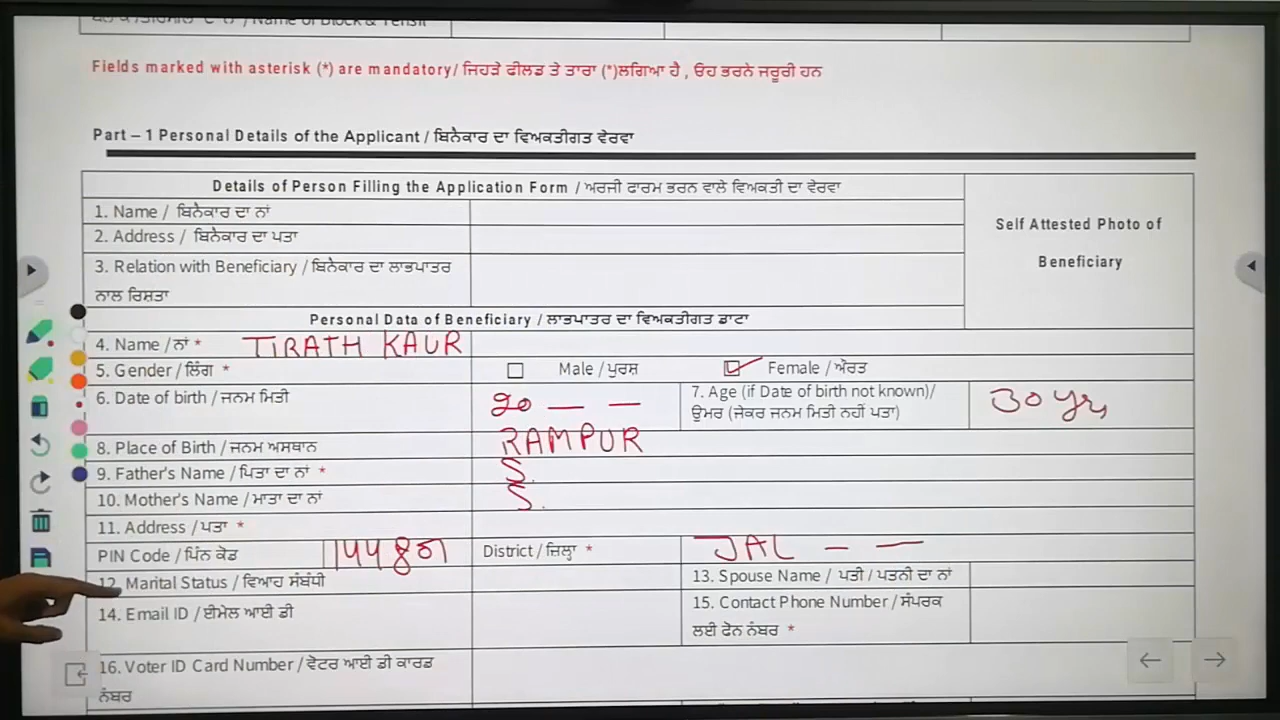 / Name of Block & Tehsil
Fields marked with asterisk (*) are mandatory/ ਜਿਹੜੇ ਫੀਲਡ ਤੇ ਤਾਰਾ (*)ਲਗਿਆ ਹੈ , ਓਹ ਭਰਨੇ ਜਰੂਰੀ ਹਨ
Part – 1 Personal Details of the Applicant / ਬਿਨੈਕਾਰ ਦਾ ਵਿਅਕਤੀਗਤ ਵੇਰਵਾ
Details of Person Filling the Application Form / ਅਰਜੀ ਫਾਰਮ ਭਰਨ ਵਾਲੇ ਵਿਅਕਤੀ ਦਾ ਵੇਰਵਾ
1. Name / ਬਿਨੈਕਾਰ ਦਾ ਨਾਂ
Self Attested Photo of
2. Address / ਬਿਨੈਕਾਰ ਦਾ ਪਤਾ
Beneficiary
3. Relation with Beneficiary / ਬਿਨੈਕਾਰ ਦਾ ਲਾਭਪਾਤਰ
ਨਾਲ ਰਿਸ਼ਤਾ
Personal Data of Beneficiary / ਲਾਭਪਾਤਰ ਦਾ ਵਿਅਕਤੀਗਤ ਡਾਟਾ
4. Name / ਨਾਂ * TIRATH KAUR
5. Gender / ਲਿੰਗ * Male / ਪੁਰਸ਼ Female / ਔਰਤ
6. Date of birth / ਜਨਮ ਮਿਤੀ 20 — — 7. Age (if Date of birth not known)/ 30 yr,
ਉਮਰ (ਜੇਕਰ ਜਨਮ ਮਿਤੀ ਨਹੀਂ ਪਤਾ)
8. Place of Birth / ਜਨਮ ਅਸਥਾਨ RAMPUR
9. Father's Name / ਪਿਤਾ ਦਾ ਨਾਂ * S.
10. Mother's Name / ਮਾਤਾ ਦਾ ਨਾਂ S.
11. Address / ਪਤਾ *
PIN Code / ਪਿੰਨ ਕੋਡ 144801 District / ਜ਼ਿਲ੍ਹਾ * JAL — —
12. Marital Status / ਵਿਆਹ ਸੰਬੰਧੀ 13. Spouse Name / ਪਤੀ / ਪਤਨੀ ਦਾ ਨਾਂ
14. Email ID / ਈਮੇਲ ਆਈ ਡੀ 15. Contact Phone Number / ਸੰਪਰਕ
ਲਈ ਫੋਨ ਨੰਬਰ *
16. Voter ID Card Number / ਵੋਟਰ ਆਈ ਡੀ ਕਾਰਡ
ਨੰਬਰ